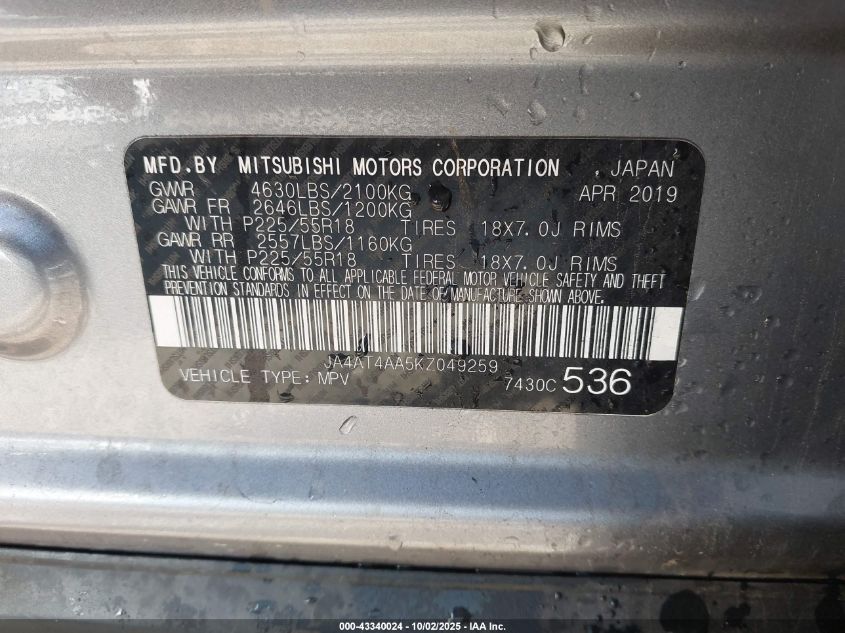 MFD.BY MITSUBISHI MOTORS CORPORATION , JAPAN
GVWR 4630LBS/2100KG APR 2019
GAWR FR 2646LBS/1200KG
WITH P225/55R18 TIRES 18X7.0J RIMS
GAWR RR 2557LBS/1160KG
WITH P225/55R18 TIRES 18X7.0J RIMS
THIS VEHICLE CONFORMS TO ALL APPLICABLE FEDERAL MOTOR VEHICLE SAFETY AND THEFT
PREVENTION STANDARDS IN EFFECT ON THE DATE OF MANUFACTURE SHOWN ABOVE.
JA4AT4AA5KZ049259
VEHICLE TYPE: MPV 7430C 536
000-43340024 - 10/02/2025 - IAA Inc.